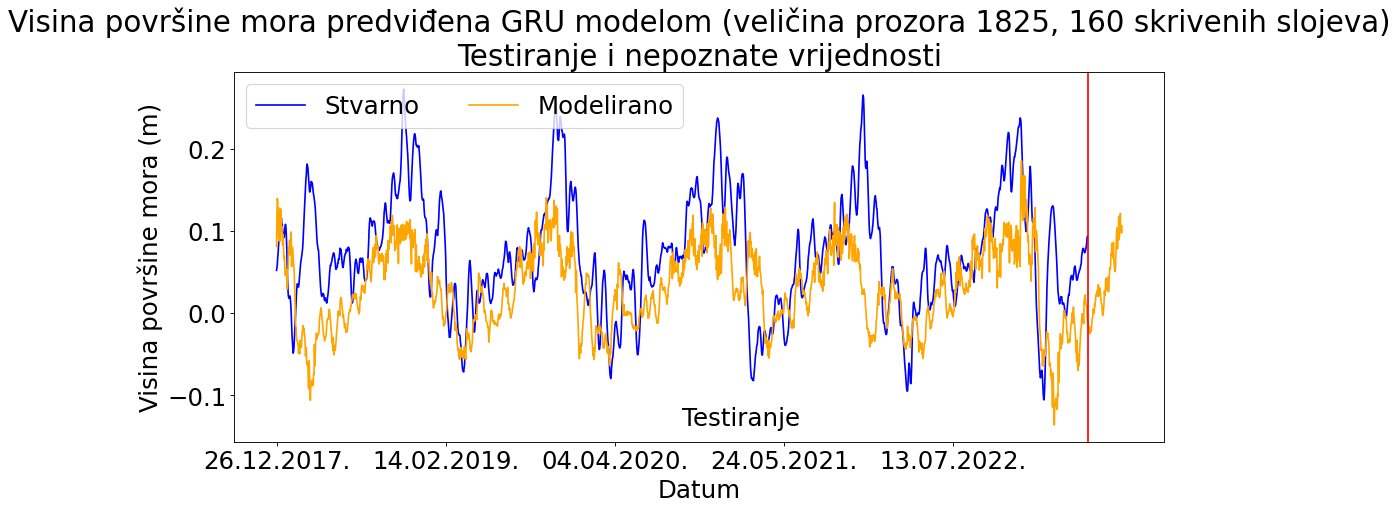 Visina površine mora predviđena GRU modelom (veličina prozora 1825, 160 skrivenih slojeva)
Testiranje i nepoznate vrijednosti
Stvarno
Modelirano
Visina površine mora (m)
0.2
0.1
0.0
−0.1
Testiranje
26.12.2017.
14.02.2019.
04.04.2020.
24.05.2021.
13.07.2022.
Datum